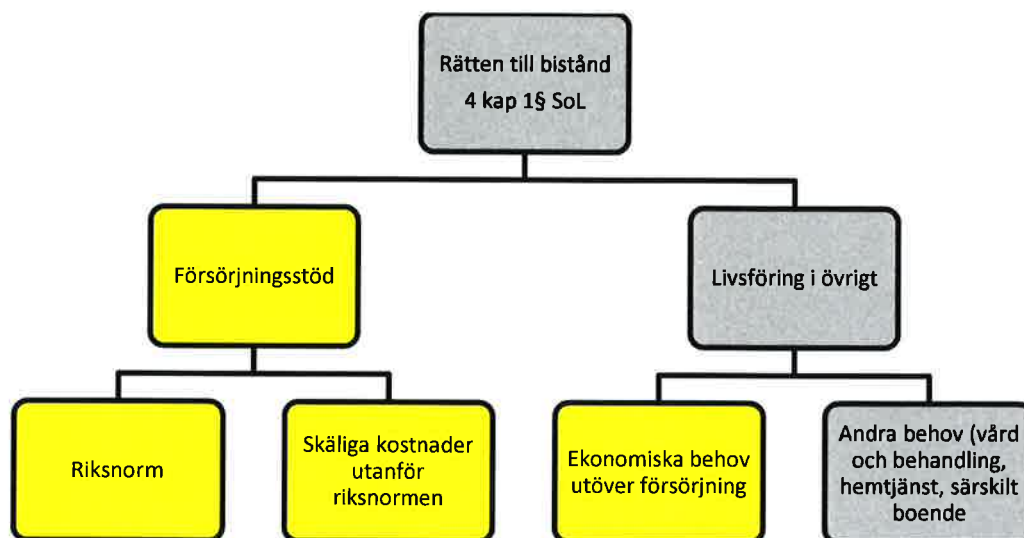 Rätten till bistånd
4 kap 1§ SoL
Försörjningsstöd
Livsföring i övrigt
Riksnorm
Skäliga kostnader
utanför
riksnormen
Ekonomiska behov
utöver försörjning
Andra behov (vård
och behandling,
hemtjänst, särskilt
boende